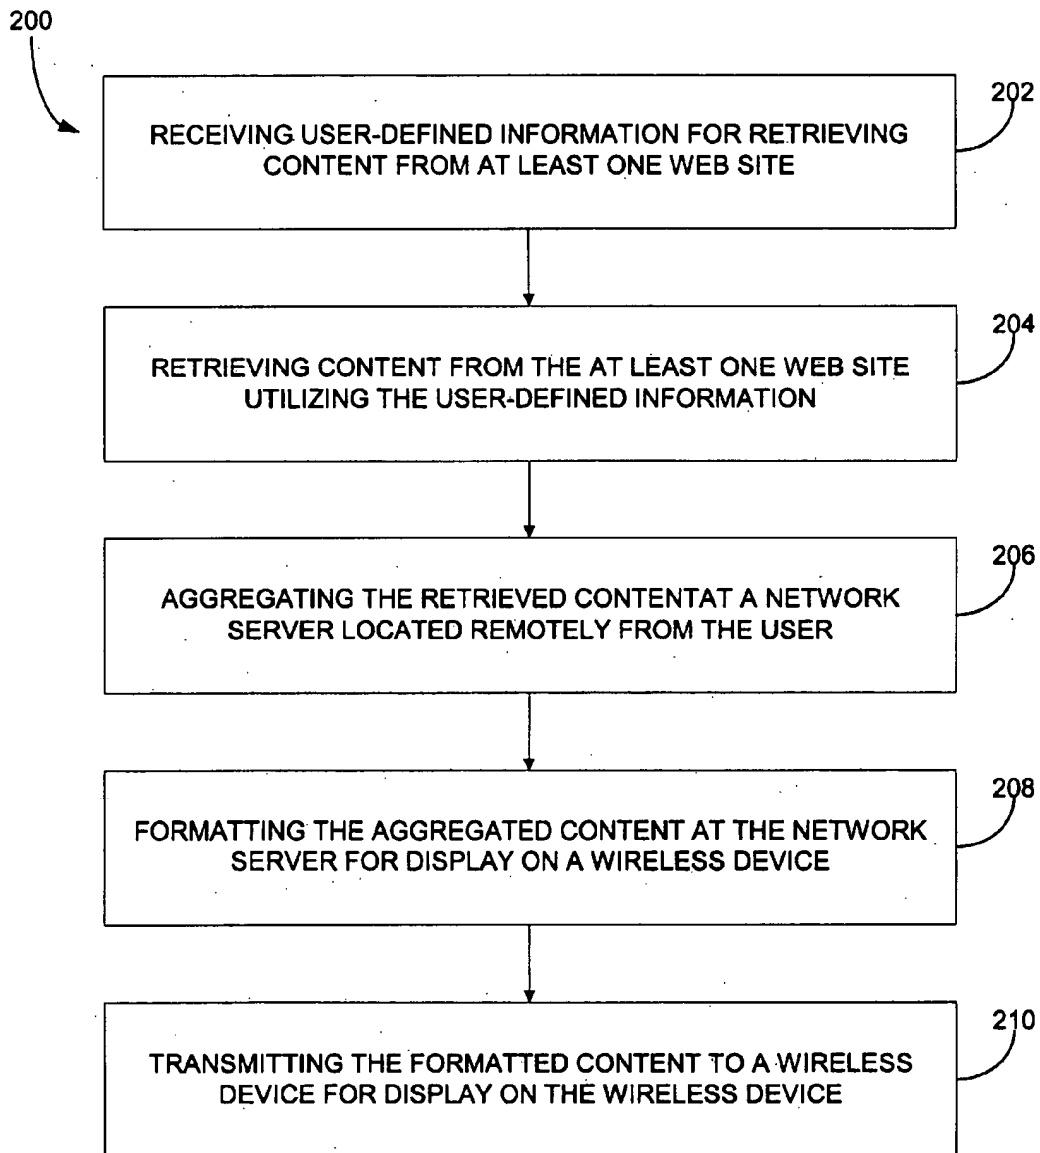 200
202
RECEIVING USER-DEFINED INFORMATION FOR RETRIEVING
CONTENT FROM AT LEAST ONE WEB SITE
204
RETRIEVING CONTENT FROM THE AT LEAST ONE WEB SITE
UTILIZING THE USER-DEFINED INFORMATION
206
AGGREGATING THE RETRIEVED CONTENTAT A NETWORK
SERVER LOCATED REMOTELY FROM THE USER
208
FORMATTING THE AGGREGATED CONTENT AT THE NETWORK
SERVER FOR DISPLAY ON A WIRELESS DEVICE
210
TRANSMITTING THE FORMATTED CONTENT TO A WIRELESS
DEVICE FOR DISPLAY ON THE WIRELESS DEVICE